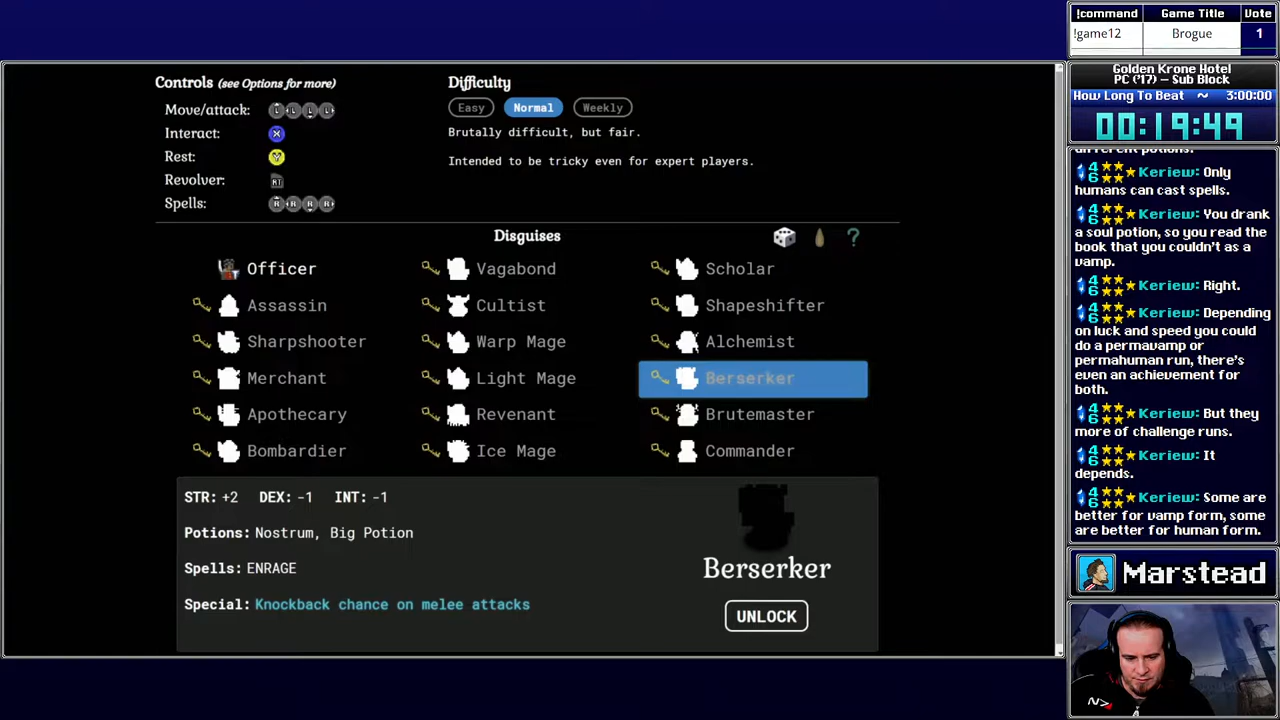 Controls (see Options for more)
Move/attack:
Interact:
Rest:
Revolver:
Spells:
Difficulty
Easy Normal Weekly
Brutally difficult, but fair.
Intended to be tricky even for expert players.
Disguises
Officer Vagabond Scholar
Assassin Cultist Shapeshifter
Sharpshooter Warp Mage Alchemist
Merchant Light Mage Berserker
Apothecary Revenant Brutemaster
Bombardier Ice Mage Commander
STR: +2 DEX: -1 INT: -1
Potions: Nostrum, Big Potion
Spells: ENRAGE
Special: Knockback chance on melee attacks
Berserker
UNLOCK
!command Game Title Vote
!game12 Brogue 1
Golden Krone Hotel
PC ('17) – Sub Block
How Long To Beat ~ 3:00:00
00:19:49
different potions.
Keriew: Only
humans can cast spells.
Keriew: You drank
a soul potion, so you read the
book that you couldn't as a
vamp.
Keriew: Right.
Keriew: Depending
on luck and speed you could
do a permavamp or
permahuman run, there's
even an achievement for
both.
Keriew: But they
more of challenge runs.
Keriew: It
depends.
Keriew: Some are
better for vamp form, some
are better for human form.
Marstead